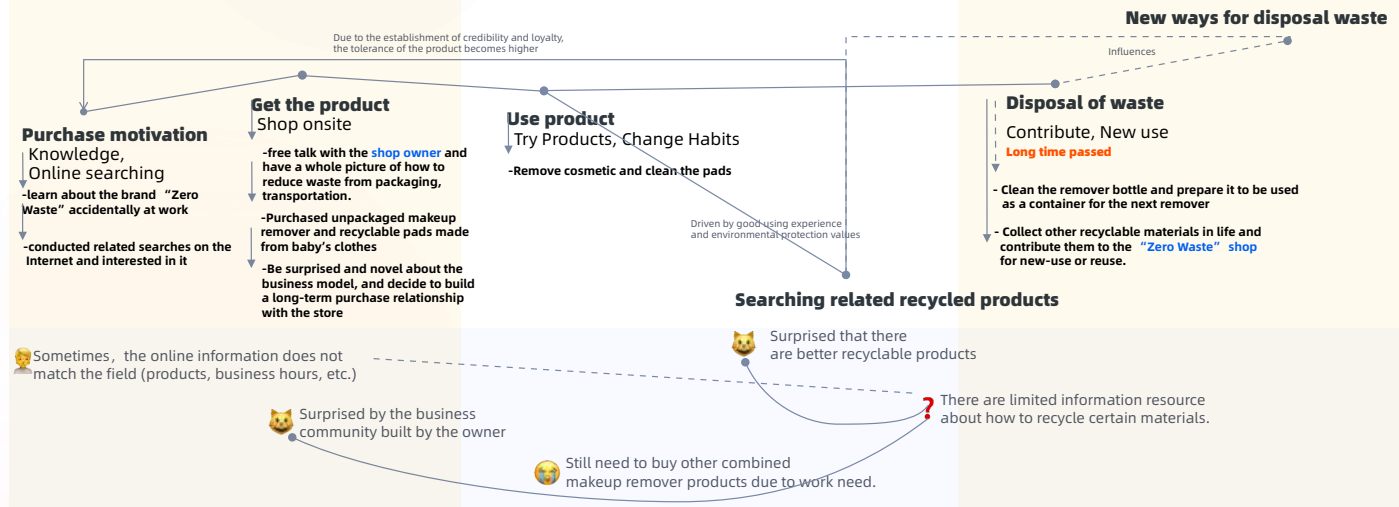 New ways for disposal waste
Due to the establishment of credibility and loyalty,
the tolerance of the product becomes higher
Influences
Purchase motivation
Knowledge,
Online searching
-learn about the brand “Zero
Waste” accidentally at work
-conducted related searches on the
Internet and interested in it
Get the product
Shop onsite
-free talk with the shop owner and
have a whole picture of how to
reduce waste from packaging,
transportation.
-Purchased unpackaged makeup
remover and recyclable pads made
from baby’s clothes
-Be surprised and novel about the
business model, and decide to build
a long-term purchase relationship
with the store
Use product
Try Products, Change Habits
-Remove cosmetic and clean the pads
Driven by good using experience
and environmental protection values
Searching related recycled products
Disposal of waste
Contribute, New use
Long time passed
- Clean the remover bottle and prepare it to be used
as a container for the next remover
- Collect other recyclable materials in life and
contribute them to the “Zero Waste” shop
for new-use or reuse.
Sometimes, the online information does not
match the field (products, business hours, etc.)
Surprised by the business
community built by the owner
Still need to buy other combined
makeup remover products due to work need.
Surprised that there
are better recyclable products
There are limited information resource
about how to recycle certain materials.